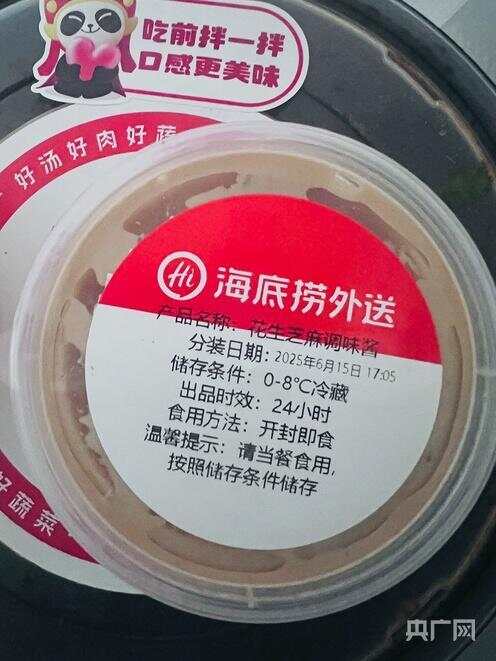 吃前拌一拌
口感更美味
好汤好肉好蔬
Hi 海底捞外送
产品名称：花生芝麻调味酱
分装日期：2025年6月15日 17:05
储存条件：0-8℃冷藏
出品时效：24小时
食用方法：开封即食
温馨提示：请当餐食用，
按照储存条件储存
好蔬菜
央广网